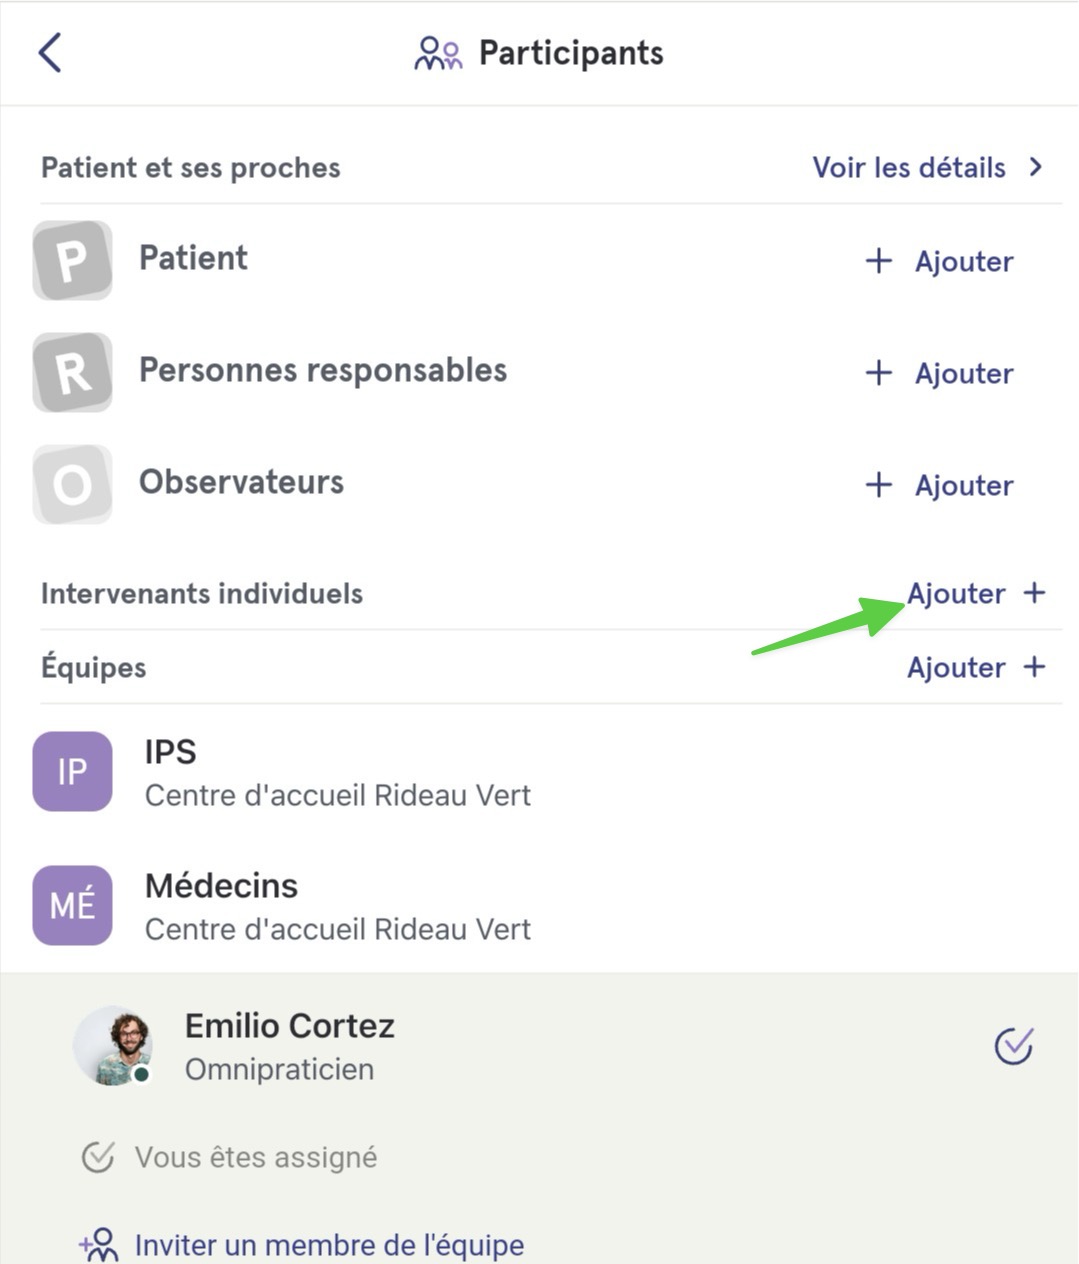 Participants
Patient et ses proches Voir les détails
P Patient + Ajouter
R Personnes responsables + Ajouter
O Observateurs + Ajouter
Intervenants individuels Ajouter +
Équipes Ajouter +
IP IPS
Centre d'accueil Rideau Vert
MÉ Médecins
Centre d'accueil Rideau Vert
Emilio Cortez
Omnipraticien
Vous êtes assigné
Inviter un membre de l'équipe